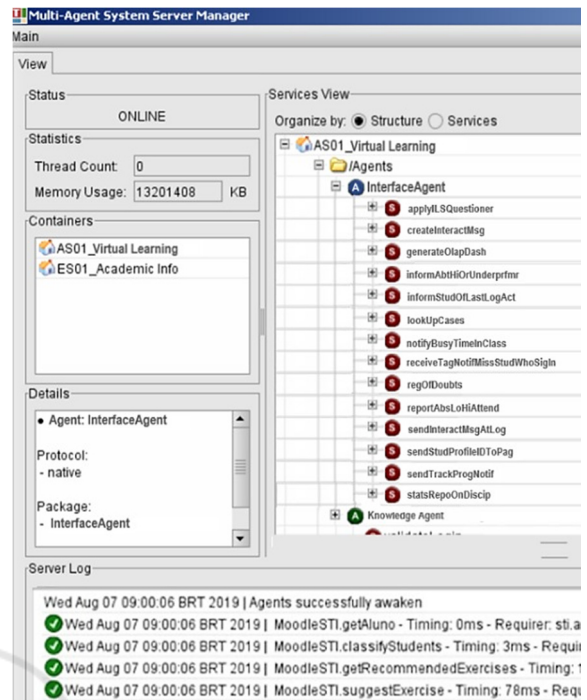 Multi-Agent System Server Manager
Main
View
Status
ONLINE
Statistics
Thread Count: 0
Memory Usage: 13201408 KB
Containers
AS01_Virtual Learning
ES01_Academic Info
Details
• Agent: InterfaceAgent
Protocol:
- native
Package:
- InterfaceAgent
Services View
Organize by: Structure Services
AS01_Virtual Learning
/Agents
A InterfaceAgent
S applyILSQuestioner
S createInteractMsg
S generateOlapDash
S informAbtHiOrUnderprfmr
S informStudOfLastLogAct
S lookUpCases
S notifyBusyTimeInClass
S receiveTagNotifMissStudWhoSigIn
S regOfDoubts
S reportAbsLoHiAttend
S sendInteractMsgAtLog
S sendStudProfileIDToPag
S sendTrackProgNotif
S statsRepoOnDiscip
A Knowledge Agent
Server Log
Wed Aug 07 09:00:06 BRT 2019 | Agents successfully awaken
Wed Aug 07 09:00:06 BRT 2019 | MoodleSTI.getAluno - Timing: 0ms - Requirer: sti.a
Wed Aug 07 09:00:06 BRT 2019 | MoodleSTI.classifyStudents - Timing: 3ms - Requi
Wed Aug 07 09:00:06 BRT 2019 | MoodleSTI.getRecommendedExercises - Timing:
Wed Aug 07 09:00:06 BRT 2019 | MoodleSTI.suggestExercise - Timing: 78ms - Requ